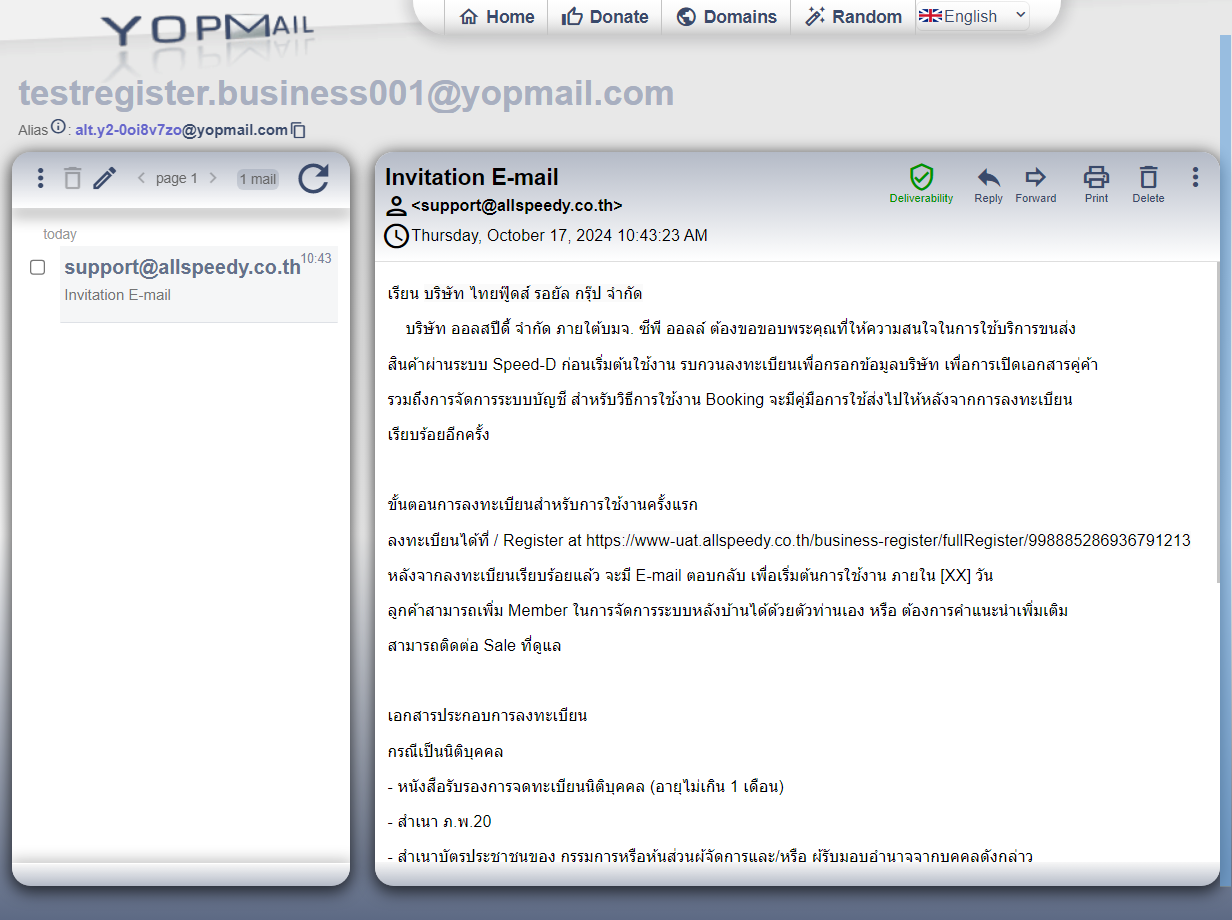 YOPMAIL
Home
Donate
Domains
Random
English
testregister.business001@yopmail.com
Alias : alt.y2-0oi8v7zo@yopmail.com
page 1
1 mail
today
support@allspeedy.co.th 10:43
Invitation E-mail
Invitation E-mail
<support@allspeedy.co.th>
Thursday, October 17, 2024 10:43:23 AM
Deliverability
Reply
Forward
Print
Delete
เรียน บริษัท ไทยฟู๊ดส์ รอยัล กรุ๊ป จำกัด
บริษัท ออลสปีดี้ จำกัด ภายใต้บมจ. ซีพี ออลล์ ต้องขอขอบพระคุณที่ให้ความสนใจในการใช้บริการขนส่ง
สินค้าผ่านระบบ Speed-D ก่อนเริ่มต้นใช้งาน รบกวนลงทะเบียนเพื่อกรอกข้อมูลบริษัท เพื่อการเปิดเอกสารคู่ค้า
รวมถึงการจัดการระบบบัญชี สำหรับวิธีการใช้งาน Booking จะมีคู่มือการใช้ส่งไปให้หลังจากการลงทะเบียน
เรียบร้อยอีกครั้ง
ขั้นตอนการลงทะเบียนสำหรับการใช้งานครั้งแรก
ลงทะเบียนได้ที่ / Register at https://www-uat.allspeedy.co.th/business-register/fullRegister/998885286936791213
หลังจากลงทะเบียนเรียบร้อยแล้ว จะมี E-mail ตอบกลับ เพื่อเริ่มต้นการใช้งาน ภายใน [XX] วัน
ลูกค้าสามารถเพิ่ม Member ในการจัดการระบบหลังบ้านได้ด้วยตัวท่านเอง หรือ ต้องการคำแนะนำเพิ่มเติม
สามารถติดต่อ Sale ที่ดูแล
เอกสารประกอบการลงทะเบียน
กรณีเป็นนิติบุคคล
- หนังสือรับรองการจดทะเบียนนิติบุคคล (อายุไม่เกิน 1 เดือน)
- สำเนา ภ.พ.20
- สำเนาบัตรประชาชนของ กรรมการหรือหุ้นส่วนผู้จัดการและ/หรือ ผู้รับมอบอำนาจจากบุคคลดังกล่าว